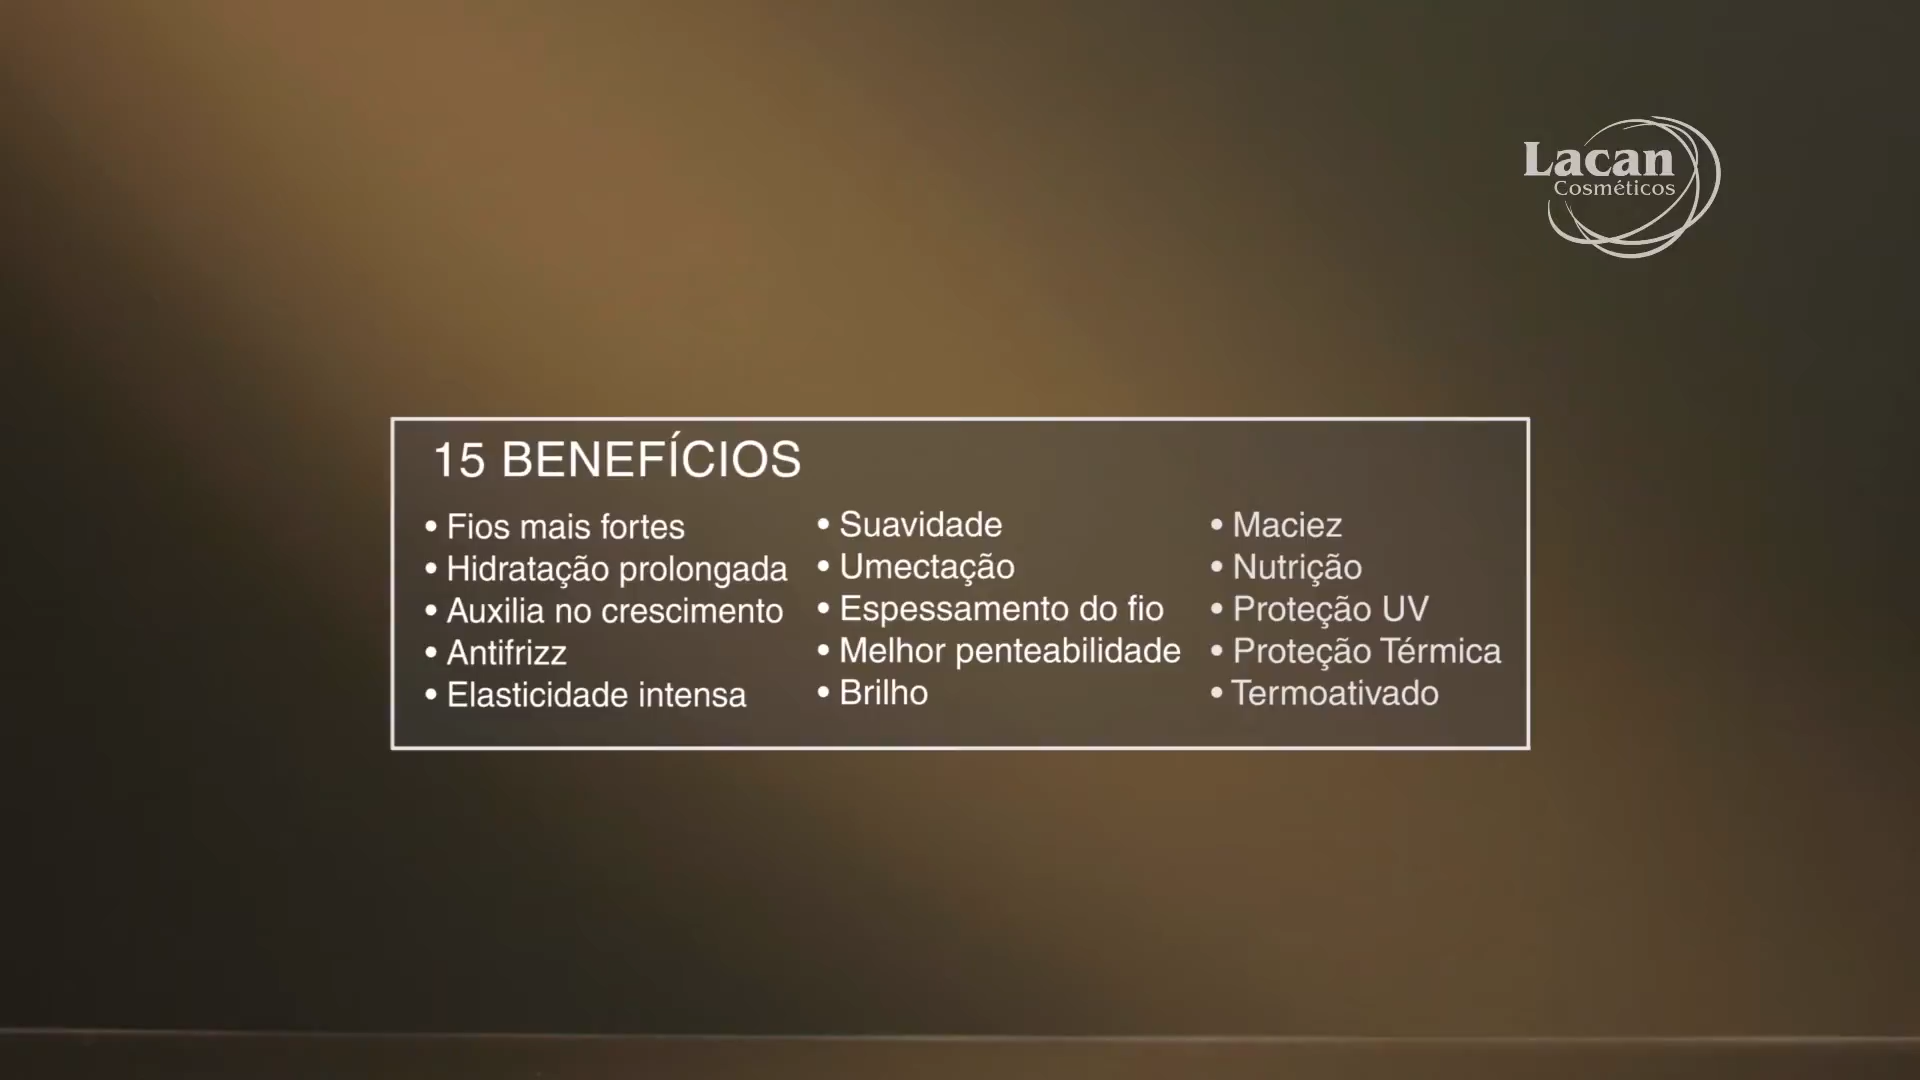 Lacan
Cosméticos
15 BENEFÍCIOS
• Fios mais fortes
• Hidratação prolongada
• Auxilia no crescimento
• Antifrizz
• Elasticidade intensa
• Suavidade
• Umectação
• Espessamento do fio
• Melhor penteabilidade
• Brilho
• Maciez
• Nutrição
• Proteção UV
• Proteção Térmica
• Termoativado